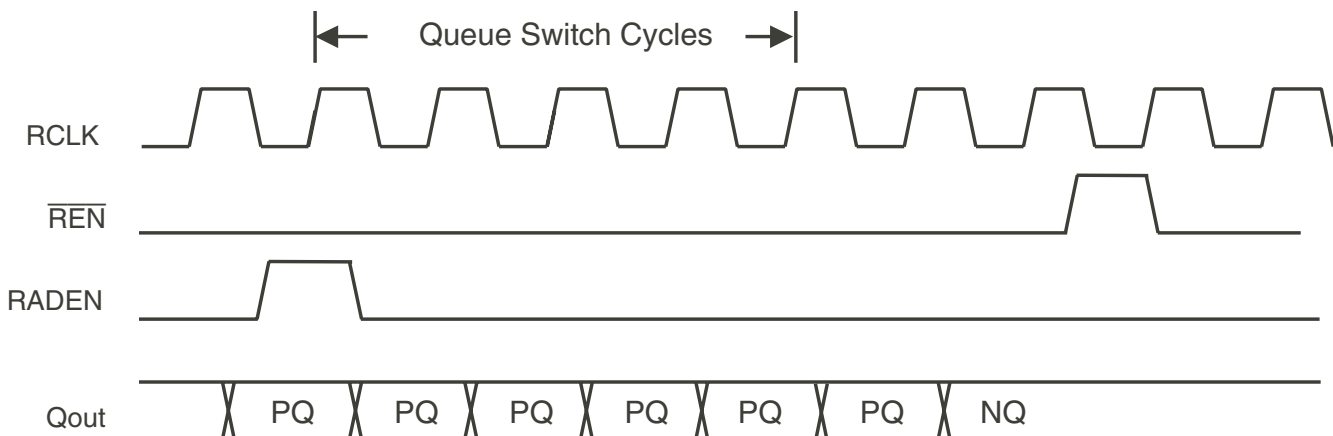 Queue Switch Cycles
RCLK
REN
RADEN
Qout PQ PQ PQ PQ PQ PQ NQ